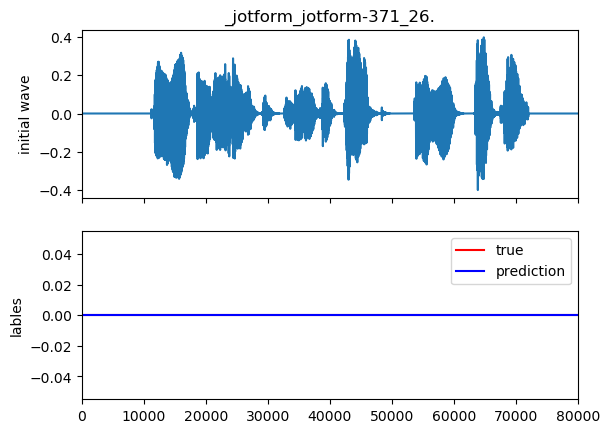 _jotform_jotform-371_26.
0.4
0.2
0.0
−0.2
−0.4
initial wave
0.04
0.02
0.00
−0.02
−0.04
lables
true
prediction
0 10000 20000 30000 40000 50000 60000 70000 80000